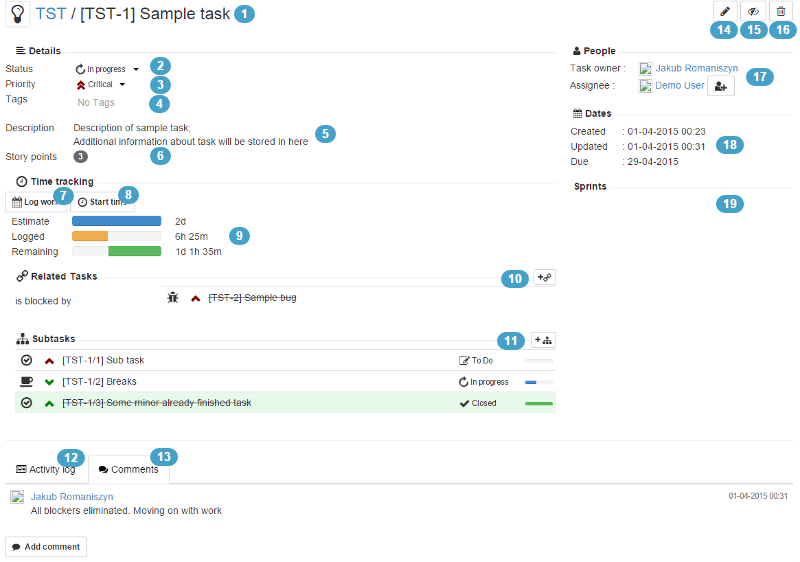 TST / [TST-1] Sample task 1
14 15 16
Details
Status In progress 2
Priority Critical 3
Tags No Tags 4
Description Description of sample task;
Additional information about task will be stored in here 5
Story points 3 6
Time tracking
7 8
Log work Start time
Estimate 2d
Logged 6h 25m 9
Remaining 1d 1h 35m
Related Tasks 10 +
is blocked by [TST-2] Sample bug
Subtasks 11 +
[TST-1/1] Sub task To Do
[TST-1/2] Breaks In progress
[TST-1/3] Some minor already finished task Closed
People
Task owner : Jakub Romaniszyn 17
Assignee : Demo User
Dates
Created : 01-04-2015 00:23
Updated : 01-04-2015 00:31 18
Due : 29-04-2015
Sprints
19
12 13
Activity log Comments
Jakub Romaniszyn 01-04-2015 00:31
All blockers eliminated. Moving on with work
Add comment